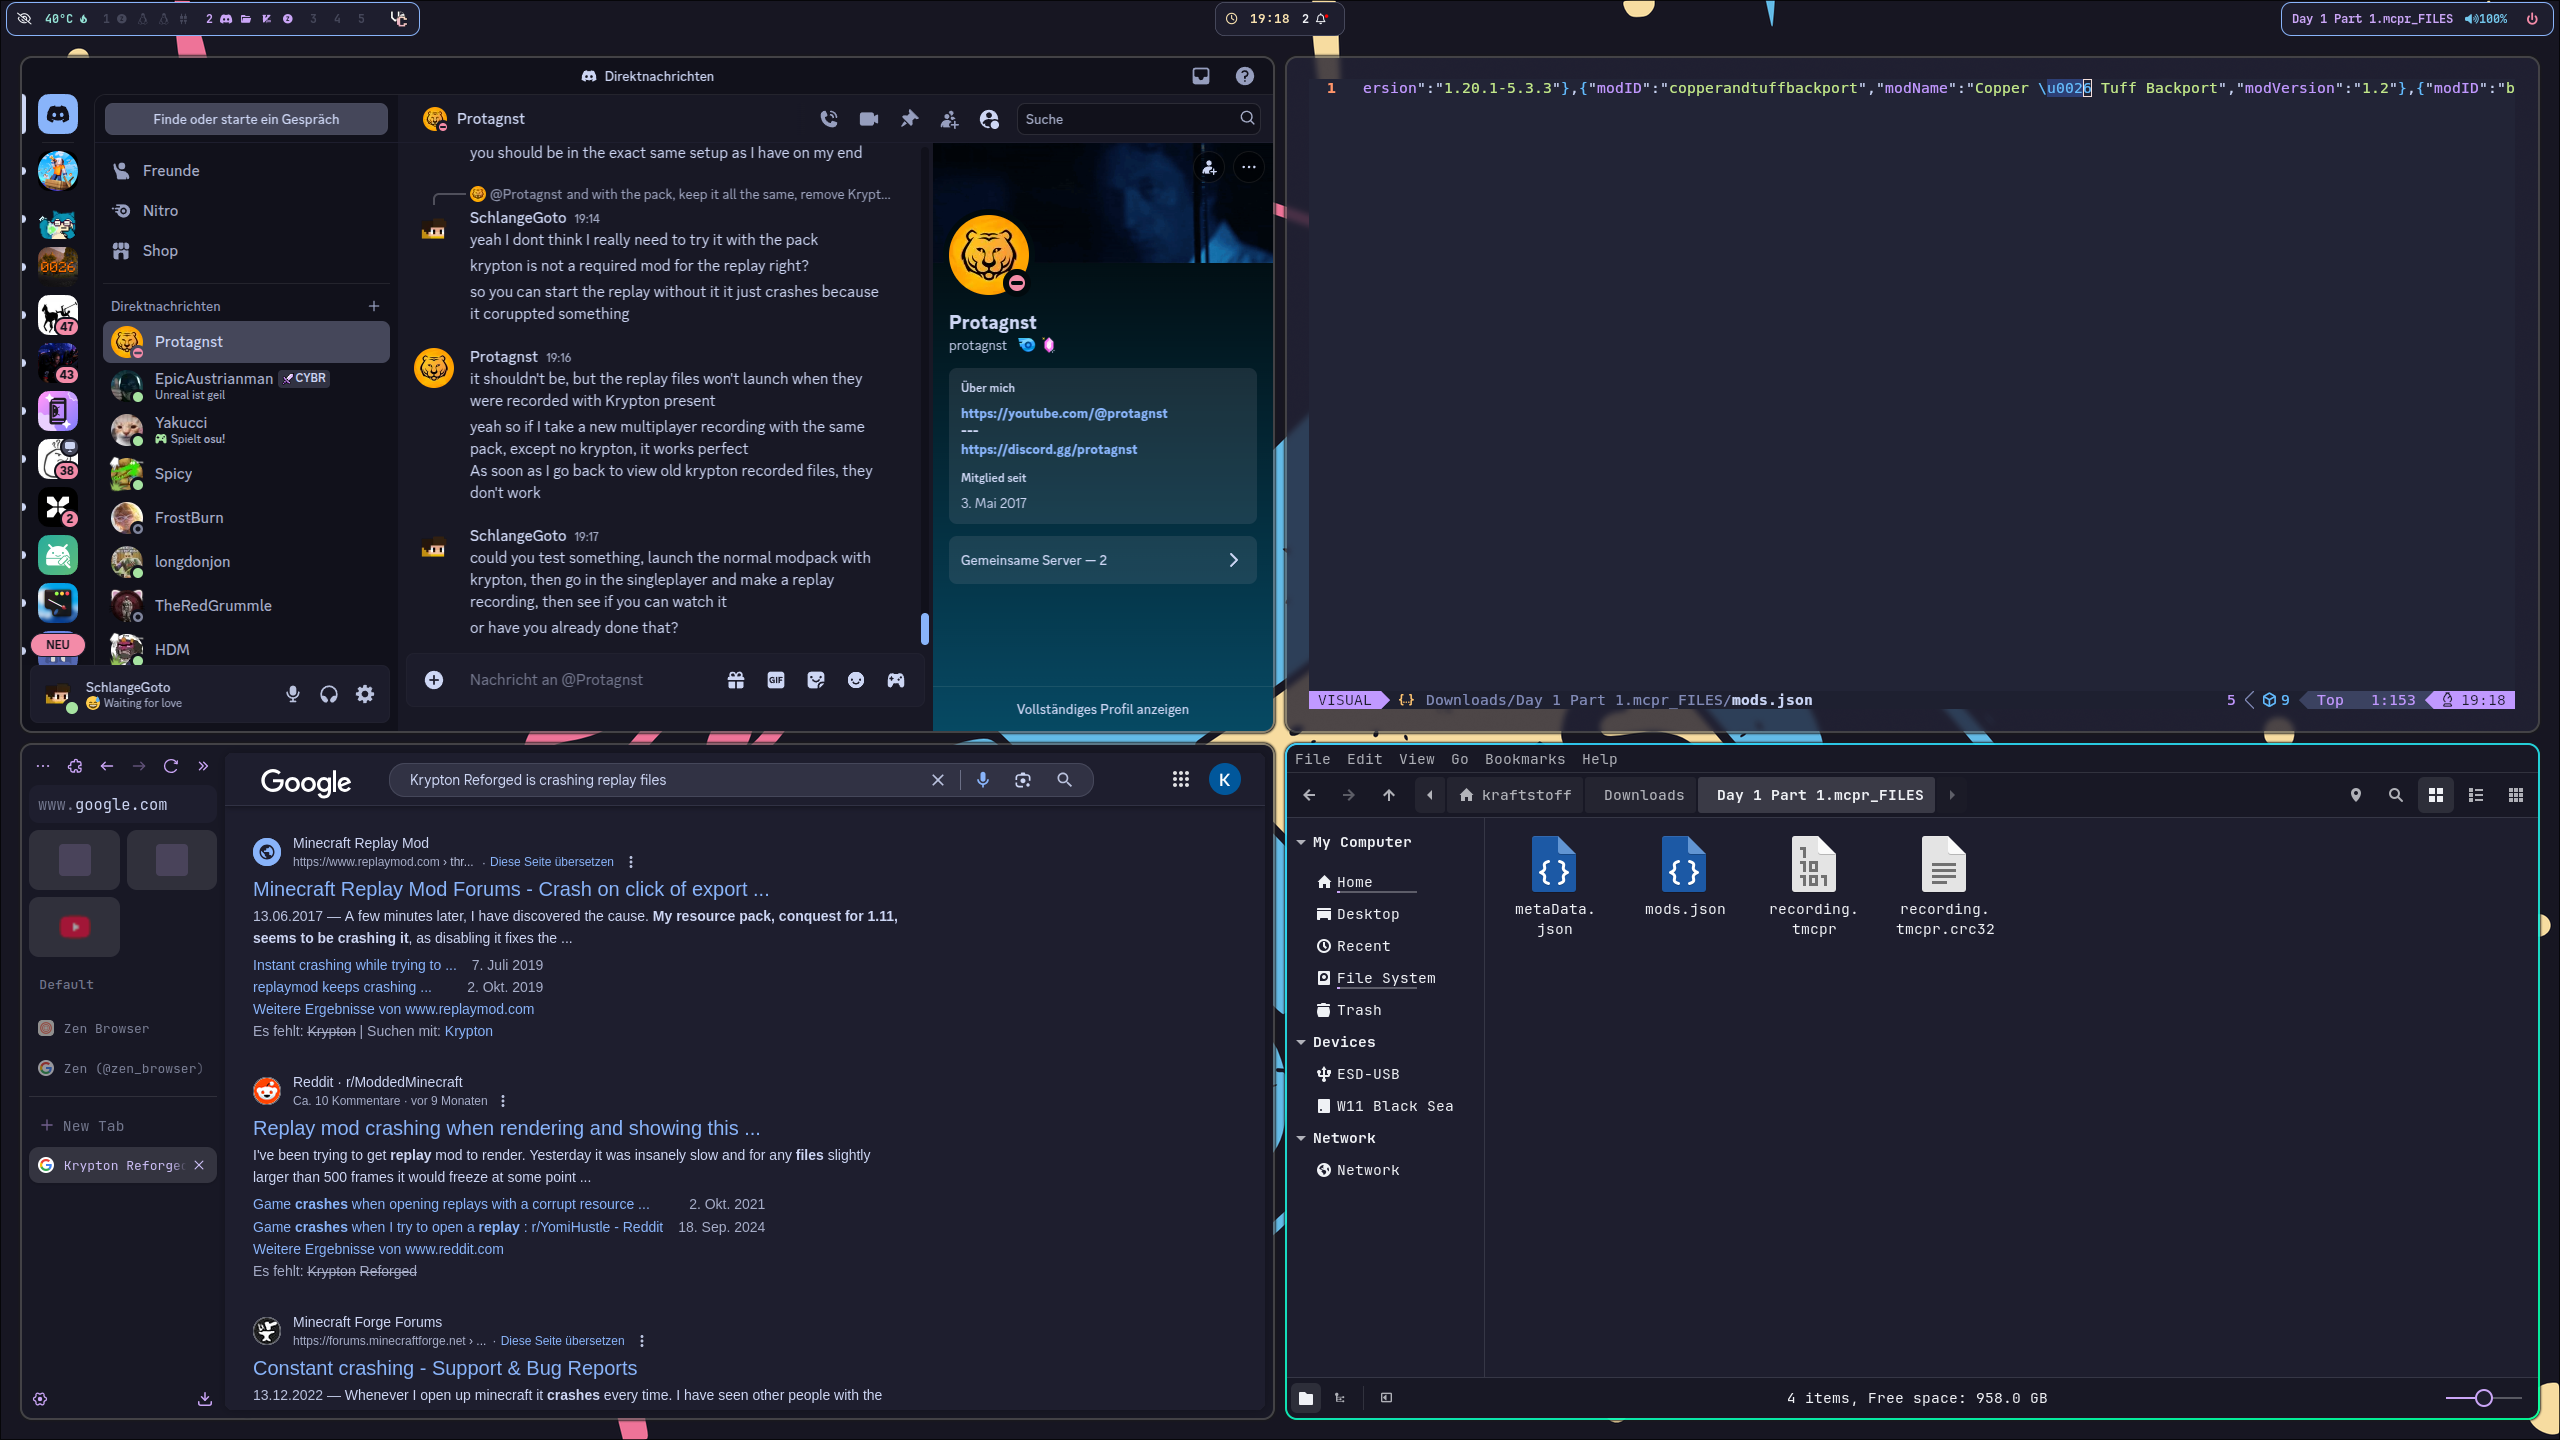 40°C
1
2
3 4 5
19:18 2
Day 1 Part 1.mcpr_FILES 100%
Direktnachrichten
Finde oder starte ein Gespräch
Freunde
Nitro
Shop
Direktnachrichten
Protagnst
EpicAustrianman CYBR
Unreal ist geil
Yakucci
Spielt osu!
Spicy
FrostBurn
longdonjon
TheRedGrummle
HDM
0026
47
43
38
2
NEU
SchlangeGoto
Waiting for love
Protagnst
Suche
you should be in the exact same setup as I have on my end
@Protagnst and with the pack, keep it all the same, remove Krypt...
SchlangeGoto 19:14
yeah I dont think I really need to try it with the pack
krypton is not a required mod for the replay right?
so you can start the replay without it it just crashes because
it coruppted something
Protagnst 19:16
it shouldn't be, but the replay files won't launch when they
were recorded with Krypton present
yeah so if I take a new multiplayer recording with the same
pack, except no krypton, it works perfect
As soon as I go back to view old krypton recorded files, they
don't work
SchlangeGoto 19:17
could you test something, launch the normal modpack with
krypton, then go in the singleplayer and make a replay
recording, then see if you can watch it
or have you already done that?
Nachricht an @Protagnst
GIF
Protagnst
protagnst
Über mich
https://youtube.com/@protagnst
---
https://discord.gg/protagnst
Mitglied seit
3. Mai 2017
Gemeinsame Server — 2
Vollständiges Profil anzeigen
1 ersion":"1.20.1-5.3.3"},{"modID":"copperandtuffbackport","modName":"Copper \u0026 Tuff Backport","modVersion":"1.2"},{"modID":"b
VISUAL {} Downloads/Day 1 Part 1.mcpr_FILES/mods.json 5 9 Top 1:153 19:18
www.google.com
Default
Zen Browser
Zen (@zen_browser)
New Tab
Krypton Reforged
Google
Krypton Reforged is crashing replay files
K
Minecraft Replay Mod
https://www.replaymod.com › thr... · Diese Seite übersetzen
Minecraft Replay Mod Forums - Crash on click of export ...
13.06.2017 — A few minutes later, I have discovered the cause. My resource pack, conquest for 1.11,
seems to be crashing it, as disabling it fixes the ...
Instant crashing while trying to ... 7. Juli 2019
replaymod keeps crashing ... 2. Okt. 2019
Weitere Ergebnisse von www.replaymod.com
Es fehlt: Krypton | Suchen mit: Krypton
Reddit · r/ModdedMinecraft
Ca. 10 Kommentare · vor 9 Monaten
Replay mod crashing when rendering and showing this ...
I've been trying to get replay mod to render. Yesterday it was insanely slow and for any files slightly
larger than 500 frames it would freeze at some point ...
Game crashes when opening replays with a corrupt resource ... 2. Okt. 2021
Game crashes when I try to open a replay : r/YomiHustle - Reddit 18. Sep. 2024
Weitere Ergebnisse von www.reddit.com
Es fehlt: Krypton Reforged
Minecraft Forge Forums
https://forums.minecraftforge.net › ... · Diese Seite übersetzen
Constant crashing - Support & Bug Reports
13.12.2022 — Whenever I open up minecraft it crashes every time. I have seen other people with the
File Edit View Go Bookmarks Help
kraftstoff Downloads Day 1 Part 1.mcpr_FILES
My Computer
Home
Desktop
Recent
File System
Trash
Devices
ESD-USB
W11 Black Sea
Network
Network
metaData.
json
mods.json
recording.
tmcpr
recording.
tmcpr.crc32
4 items, Free space: 958.0 GB